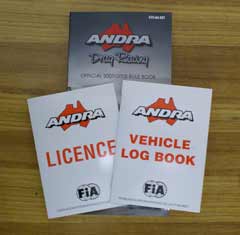 ANDRA
Drag Racing
OFFICIAL 2007/2008 RULE BOOK
ANDRA
LICENCE
FiA
ANDRA
VEHICLE
LOG BOOK
FiA